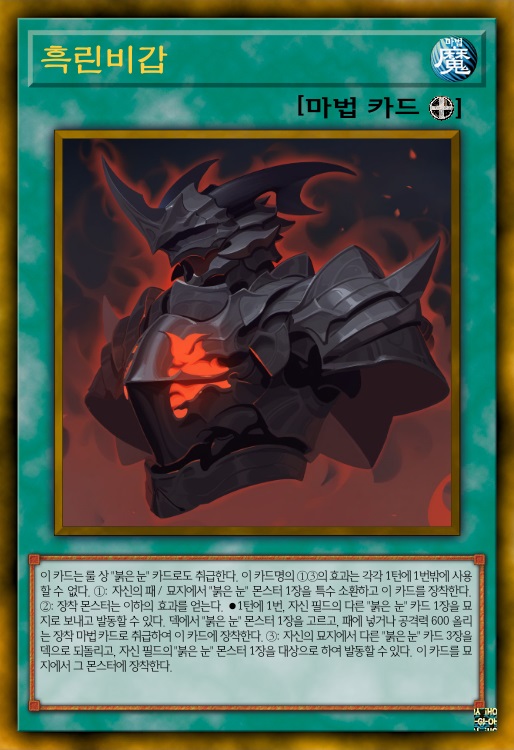 흑린비갑
마법
魔
[마법 카드 ]
이 카드는 룰 상 "붉은 눈" 카드로도 취급한다. 이 카드명의 ①③의 효과는 각각 1턴에 1번밖에 사용
할 수 없다. ①: 자신의 패 / 묘지에서 "붉은 눈" 몬스터 1장을 특수 소환하고 이 카드를 장착한다.
②: 장착 몬스터는 이하의 효과를 얻는다. ●1턴에 1번, 자신 필드의 다른 "붉은 눈" 카드 1장을 묘
지로 보내고 발동할 수 있다. 덱에서 "붉은 눈" 몬스터 1장을 고르고, 패에 넣거나 공격력 600 올리
는 장착 마법 카드로 취급하여 이 카드에 장착한다. ③: 자신의 묘지에서 다른 "붉은 눈" 카드 3장을
덱으로 되돌리고, 자신 필드의 "붉은 눈" 몬스터 1장을 대상으로 하여 발동할 수 있다. 이 카드를 묘
지에서 그 몬스터에 장착한다.